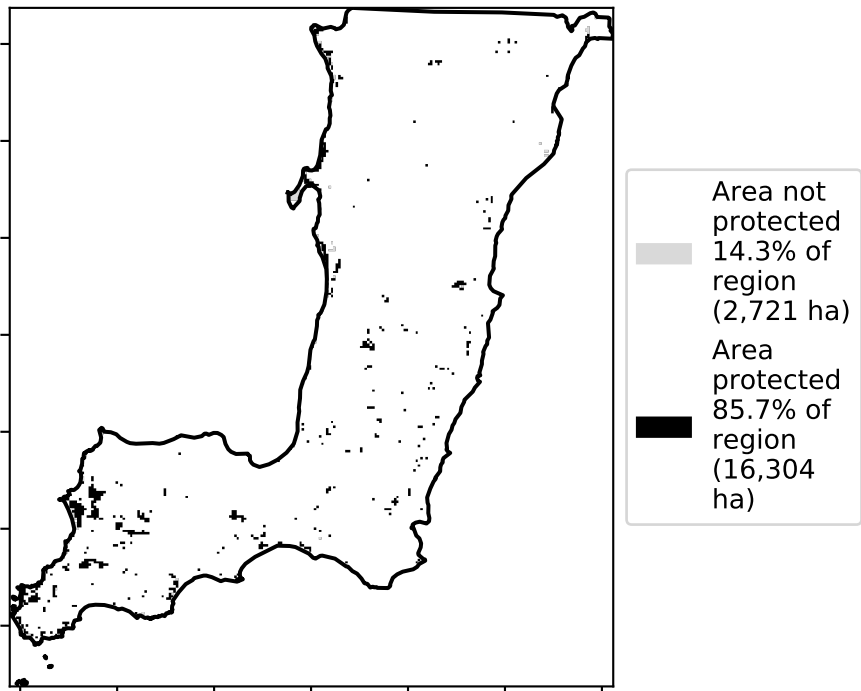 Area not
protected
14.3% of
region
(2,721 ha)
Area
protected
85.7% of
region
(16,304
ha)